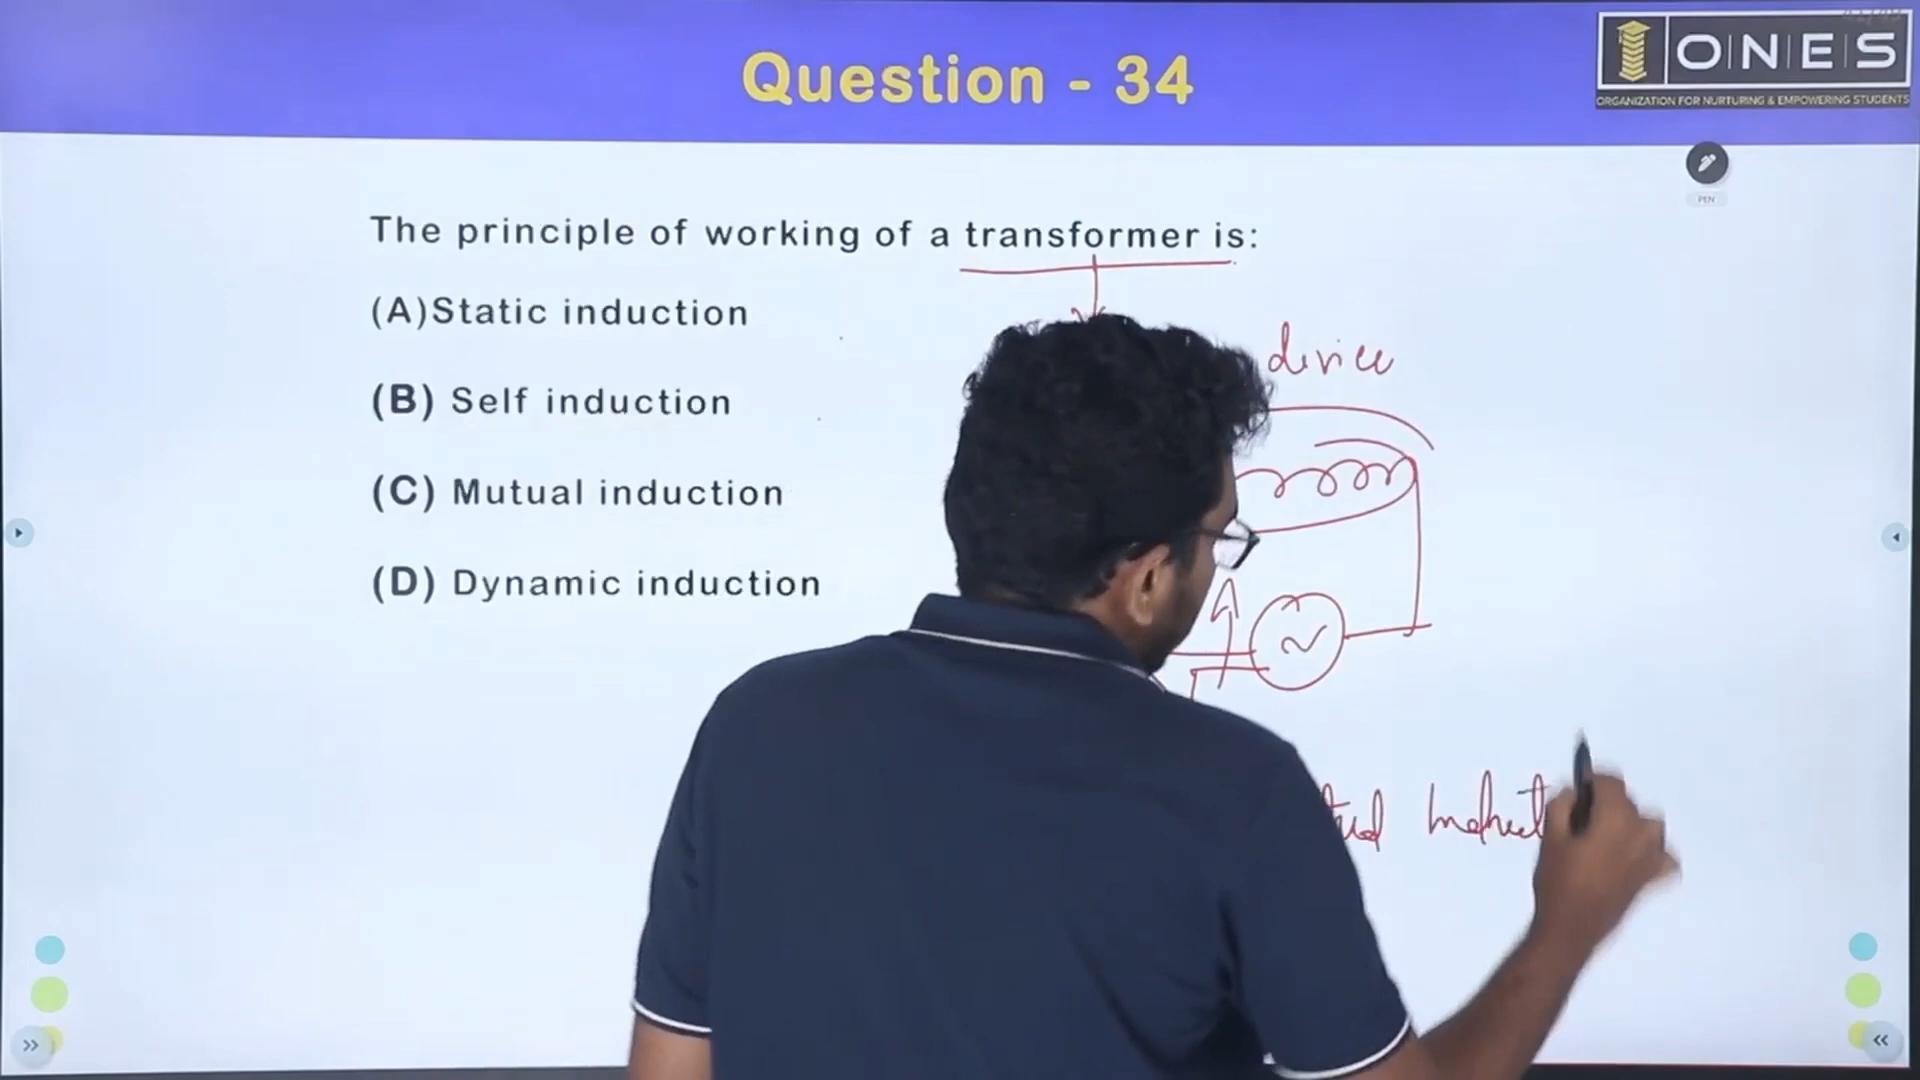 Question - 34
ONES
ORGANIZATION FOR NURTURING & EMPOWERING STUDENTS
PEN
The principle of working of a transformer is:
(A)Static induction
device
(B) Self induction
(C) Mutual induction
(D) Dynamic induction